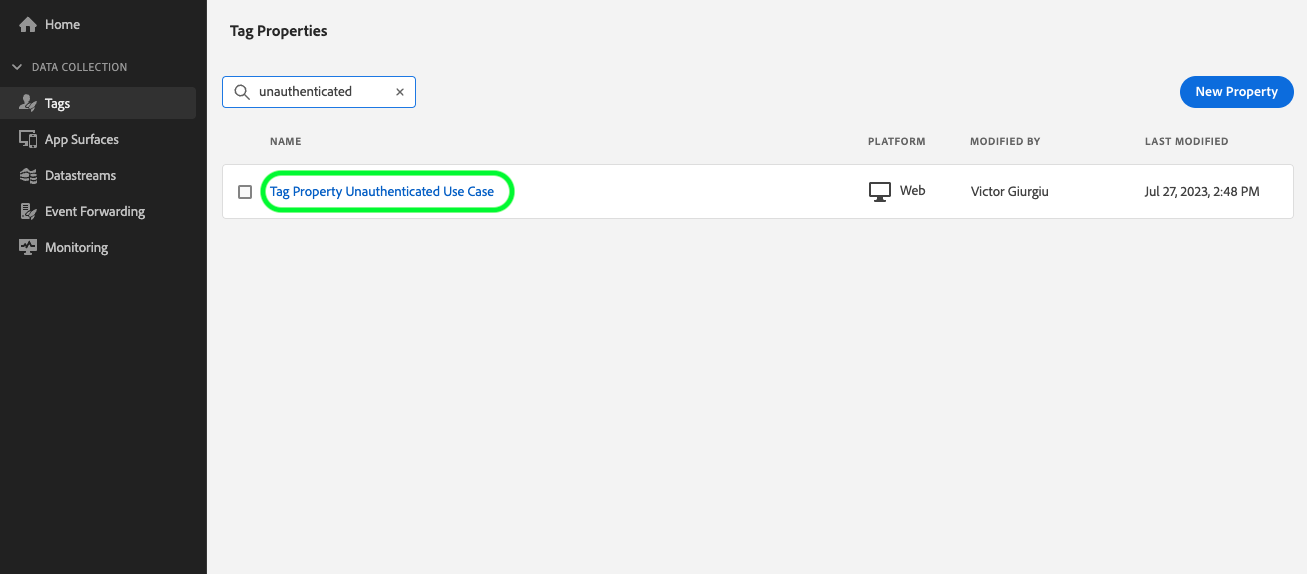 Home
DATA COLLECTION
Tags
App Surfaces
Datastreams
Event Forwarding
Monitoring
Tag Properties
unauthenticated
New Property
NAME PLATFORM MODIFIED BY LAST MODIFIED
Tag Property Unauthenticated Use Case Web Victor Giurgiu Jul 27, 2023, 2:48 PM